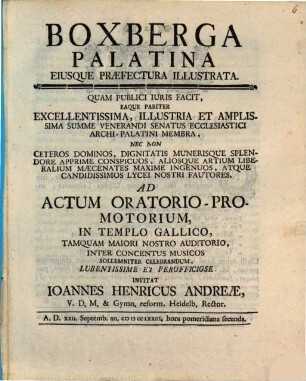 BOXBERGA
PALATINA
EIUSQUE PRÆFECTURA ILLUSTRATA.
QUAM PUBLICI IURIS FACIT,
EAQUE PARITER
EXCELLENTISSIMA, ILLUSTRIA ET AMPLIS-
SIMA SUMME VENERANDI SENATUS ECCLESIASTICI
ARCHI-PALATINI MEMBRA,
NEC NON
CETEROS DOMINOS, DIGNITATIS MUNERISQUE SPLEN-
DORE APPRIME CONSPICUOS, ALIOSQUE ARTIUM LIBE-
RALIUM MÆCENATES MAXIME INGENUOS, ATQUE
CANDIDISSIMOS LYCEI NOSTRI FAUTORES.
AD
ACTUM ORATORIO-PRO-
MOTORIUM,
IN TEMPLO GALLICO,
TAMQUAM MAIORI NOSTRO AUDITORIO,
INTER CONCENTUS MUSICOS
SOLLEMNITER CELEBRANDUM,
LUBENTISSIME ET PEROFFICIOSE
INVITAT
IOANNES HENRICUS ANDREÆ,
V. D. M. & Gymn. reform. Heidelb. Rector.
A. D. XXII. Septemb. an. hora pomeridiana secunda.